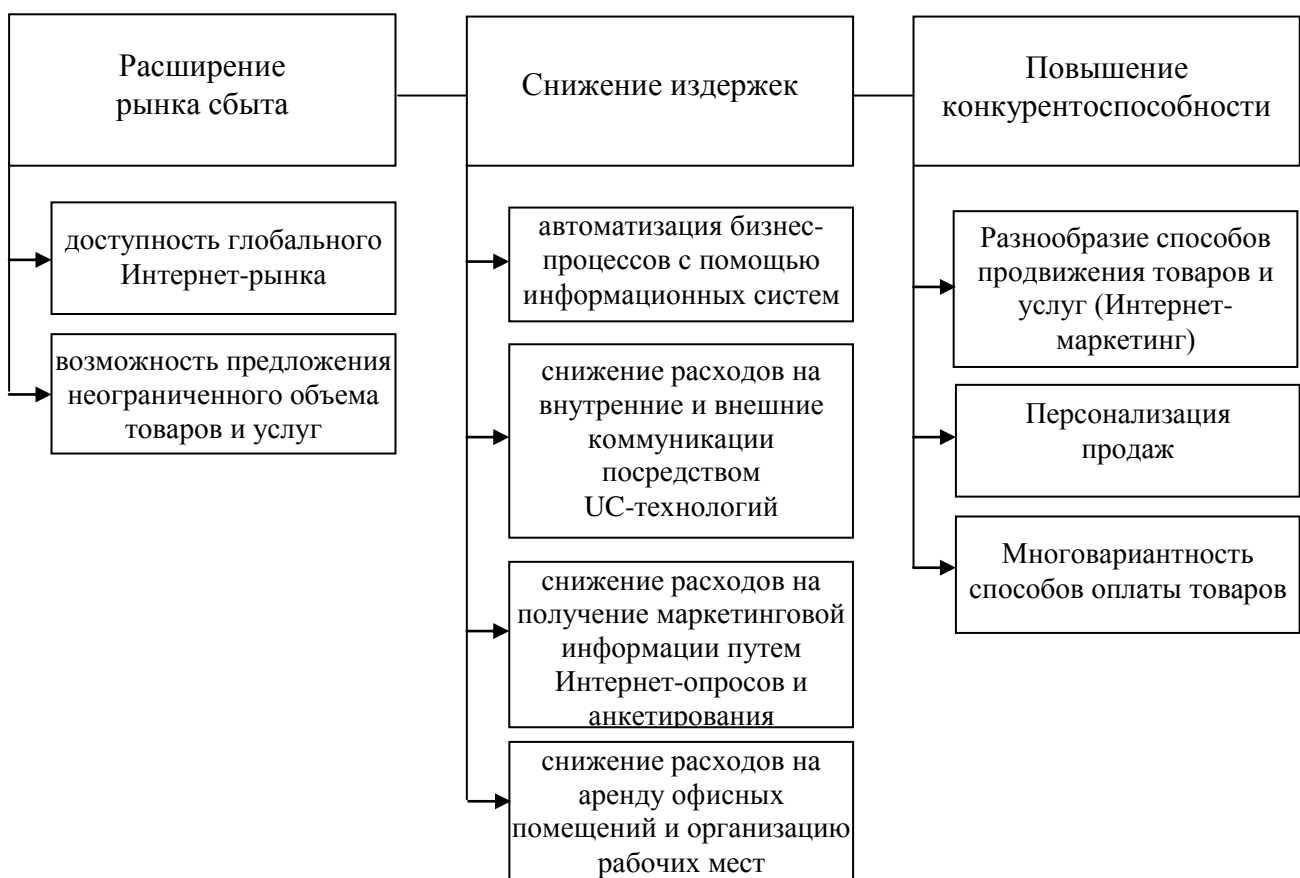 Расширение
рынка сбыта
доступность глобального
Интернет-рынка
возможность предложения
неограниченного объема
товаров и услуг
Снижение издержек
автоматизация бизнес-
процессов с помощью
информационных систем
снижение расходов на
внутренние и внешние
коммуникации
посредством
UC-технологий
снижение расходов на
получение маркетинговой
информации путем
Интернет-опросов и
анкетирования
снижение расходов на
аренду офисных
помещений и организацию
рабочих мест
Повышение
конкурентоспособности
Разнообразие способов
продвижения товаров и
услуг (Интернет-
маркетинг)
Персонализация
продаж
Многовариантность
способов оплаты товаров